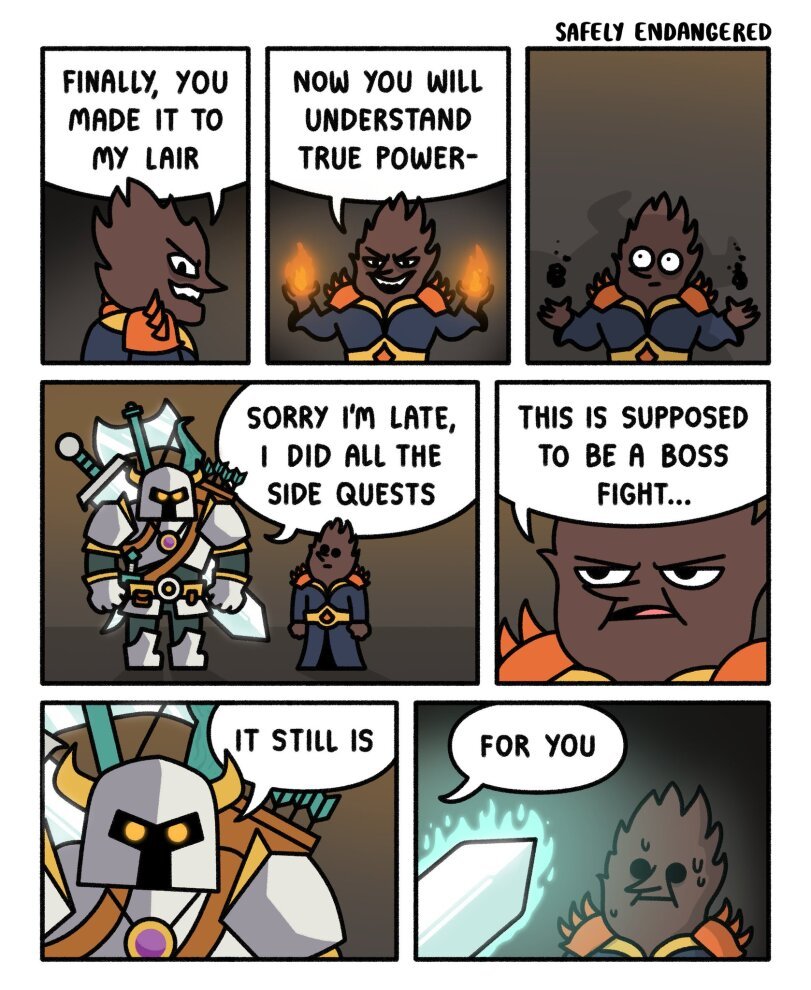 SAFELY ENDANGERED
FINALLY, YOU
MADE IT TO
MY LAIR
NOW YOU WILL
UNDERSTAND
TRUE POWER-
SORRY I'M LATE,
I DID ALL THE
SIDE QUESTS
THIS IS SUPPOSED
TO BE A BOSS
FIGHT...
IT STILL IS
FOR YOU